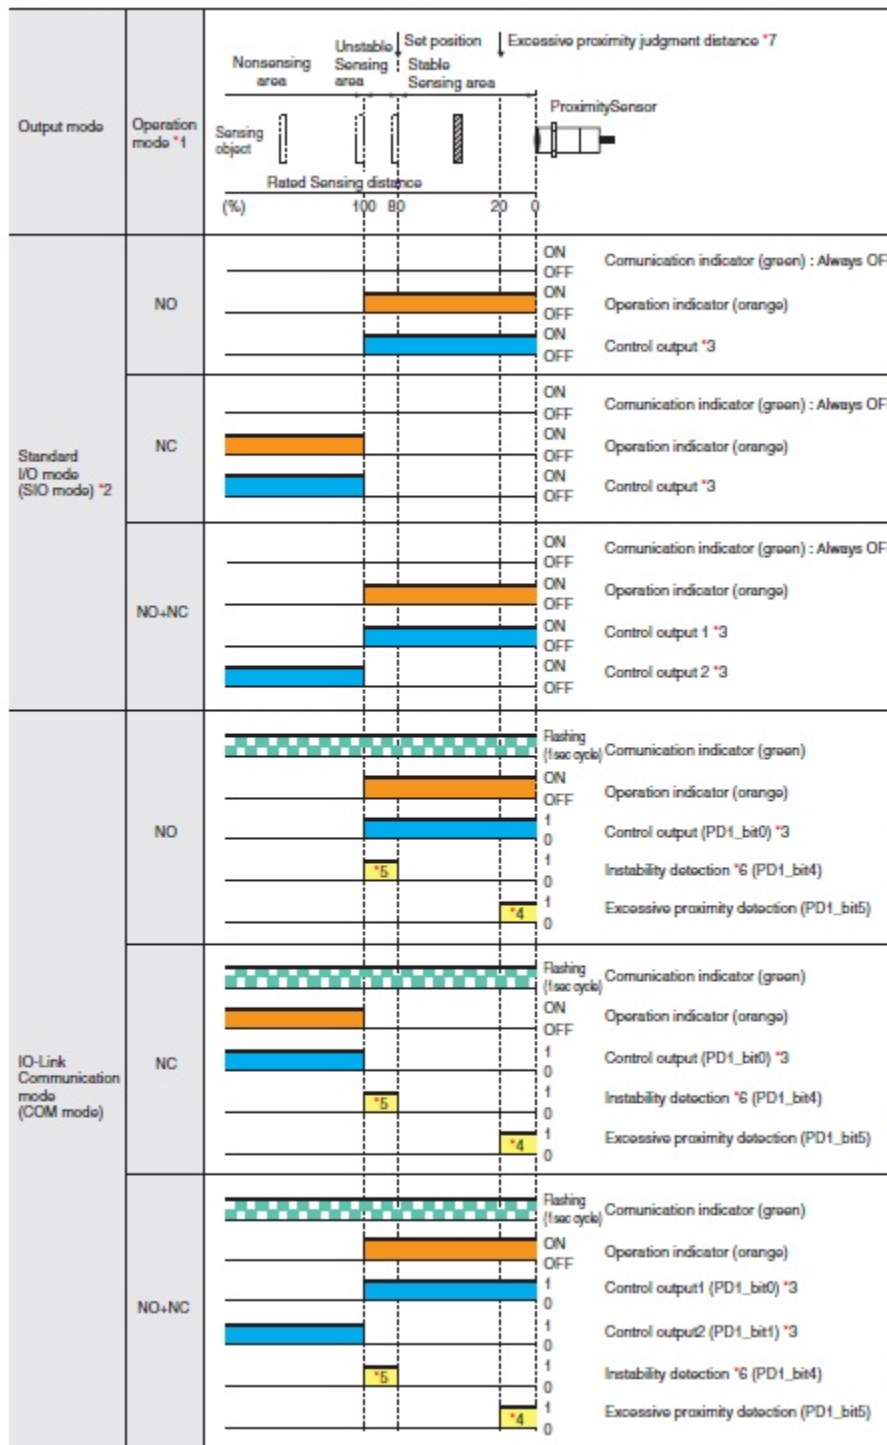 Output mode
Operation
mode *1
Nonsensing
area
Unstable
Sensing
area
Set position
Stable
Sensing area
Excessive proximity judgment distance *7
ProximitySensor
Sensing
object
Rated Sensing distance
(%) 100 80 20 0
Standard
I/O mode
(SIO mode) *2
NO
ON
OFF
Comunication indicator (green) : Always OF
ON
OFF
Operation indicator (orange)
ON
OFF
Control output *3
NC
ON
OFF
Comunication indicator (green) : Always OF
ON
OFF
Operation indicator (orange)
ON
OFF
Control output *3
NO+NC
ON
OFF
Comunication indicator (green) : Always OF
ON
OFF
Operation indicator (orange)
ON
OFF
Control output 1 *3
ON
OFF
Control output 2 *3
IO-Link
Communication
mode
(COM mode)
NO
Flashing
(1sec cycle)
Comunication indicator (green)
ON
OFF
Operation indicator (orange)
1
0
Control output (PD1_bit0) *3
*5
1
0
Instability detection *6 (PD1_bit4)
*4
1
0
Excessive proximity detection (PD1_bit5)
NC
Flashing
(1sec cycle)
Comunication indicator (green)
ON
OFF
Operation indicator (orange)
1
0
Control output (PD1_bit0) *3
*5
1
0
Instability detection *6 (PD1_bit4)
*4
1
0
Excessive proximity detection (PD1_bit5)
NO+NC
Flashing
(1sec cycle)
Comunication indicator (green)
ON
OFF
Operation indicator (orange)
1
0
Control output1 (PD1_bit0) *3
1
0
Control output2 (PD1_bit1) *3
*5
1
0
Instability detection *6 (PD1_bit4)
*4
1
0
Excessive proximity detection (PD1_bit5)